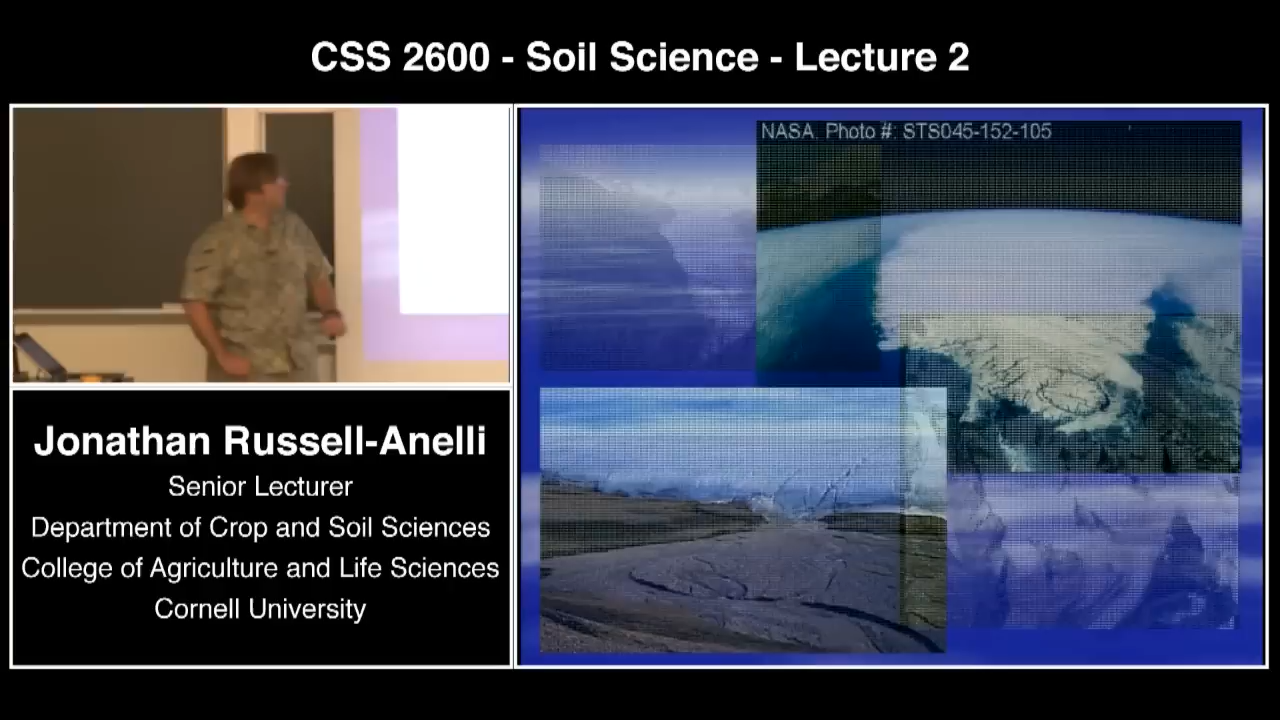 CSS 2600 - Soil Science - Lecture 2
NASA Photo #: STS045-152-105
Jonathan Russell-Anelli
Senior Lecturer
Department of Crop and Soil Sciences
College of Agriculture and Life Sciences
Cornell University